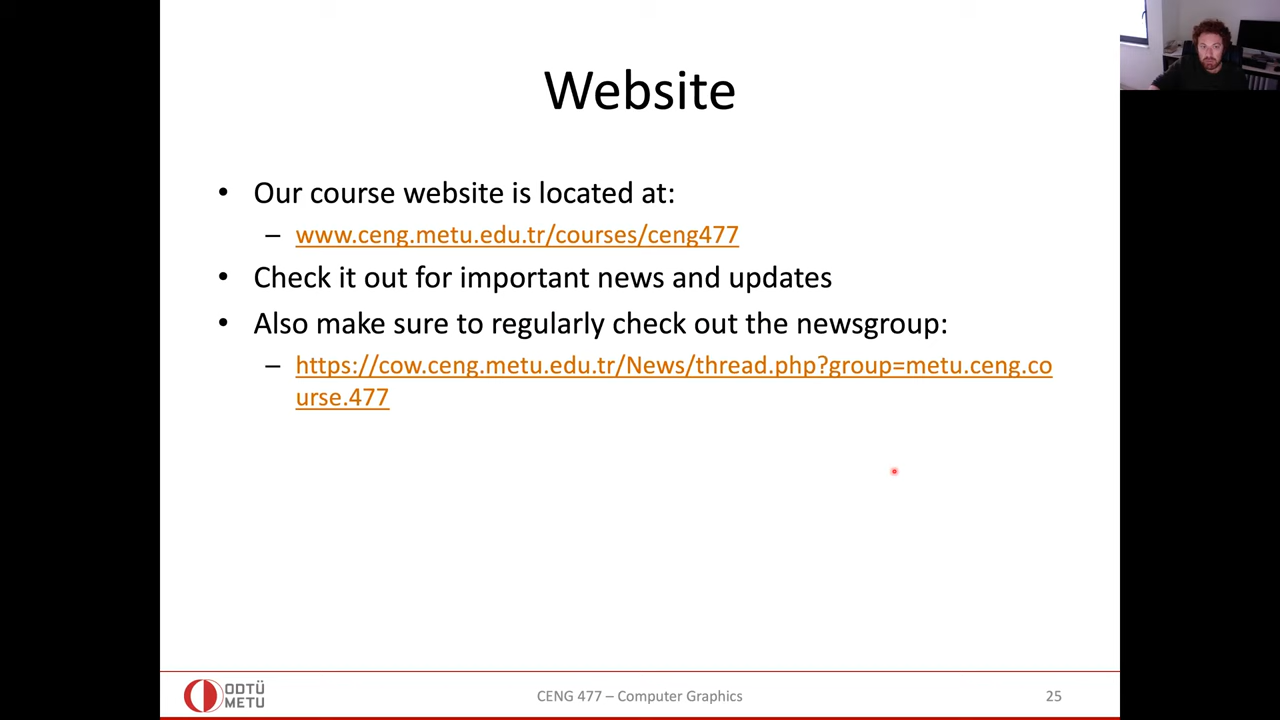 Website
• Our course website is located at:
– www.ceng.metu.edu.tr/courses/ceng477
• Check it out for important news and updates
• Also make sure to regularly check out the newsgroup:
– https://cow.ceng.metu.edu.tr/News/thread.php?group=metu.ceng.co
urse.477
ODTÜ
METU
CENG 477 – Computer Graphics
25